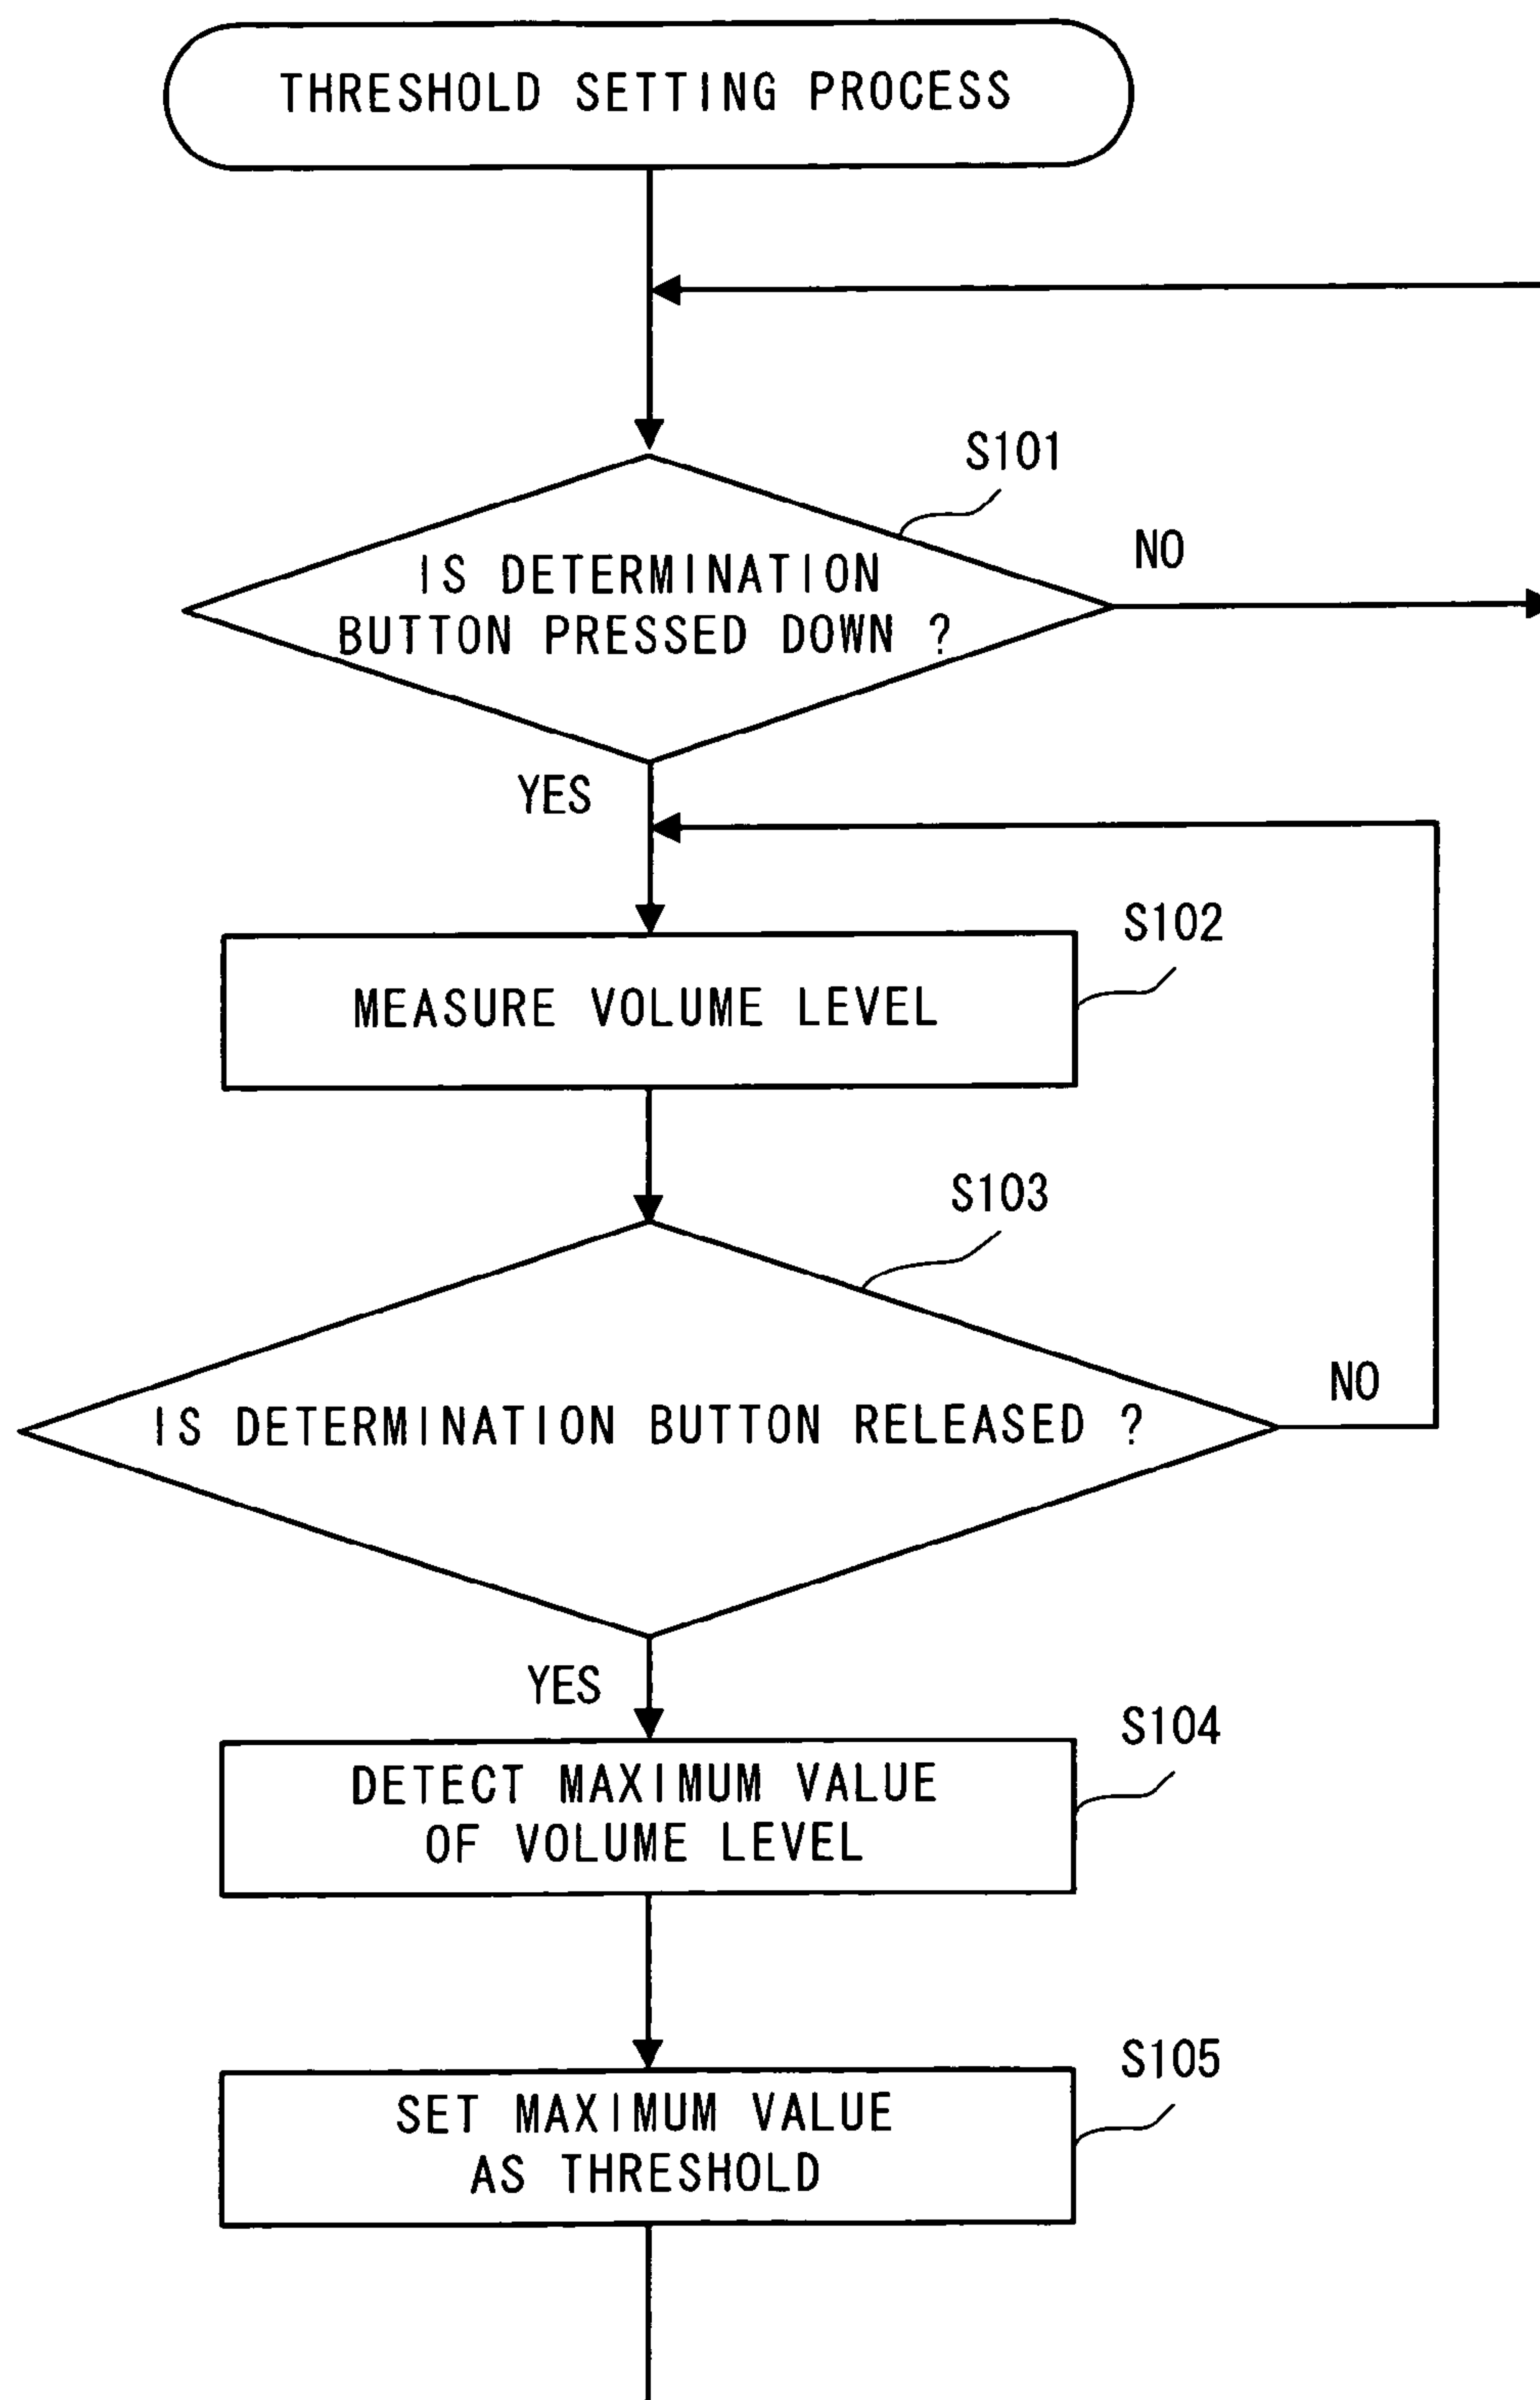 THRESHOLD SETTING PROCESS
S101
NO
IS DETERMINATION
BUTTON PRESSED DOWN ?
YES
S102
MEASURE VOLUME LEVEL
S103
NO
IS DETERMINATION BUTTON RELEASED ?
YES
S104
DETECT MAXIMUM VALUE
OF VOLUME LEVEL
S105
SET MAXIMUM VALUE
AS THRESHOLD